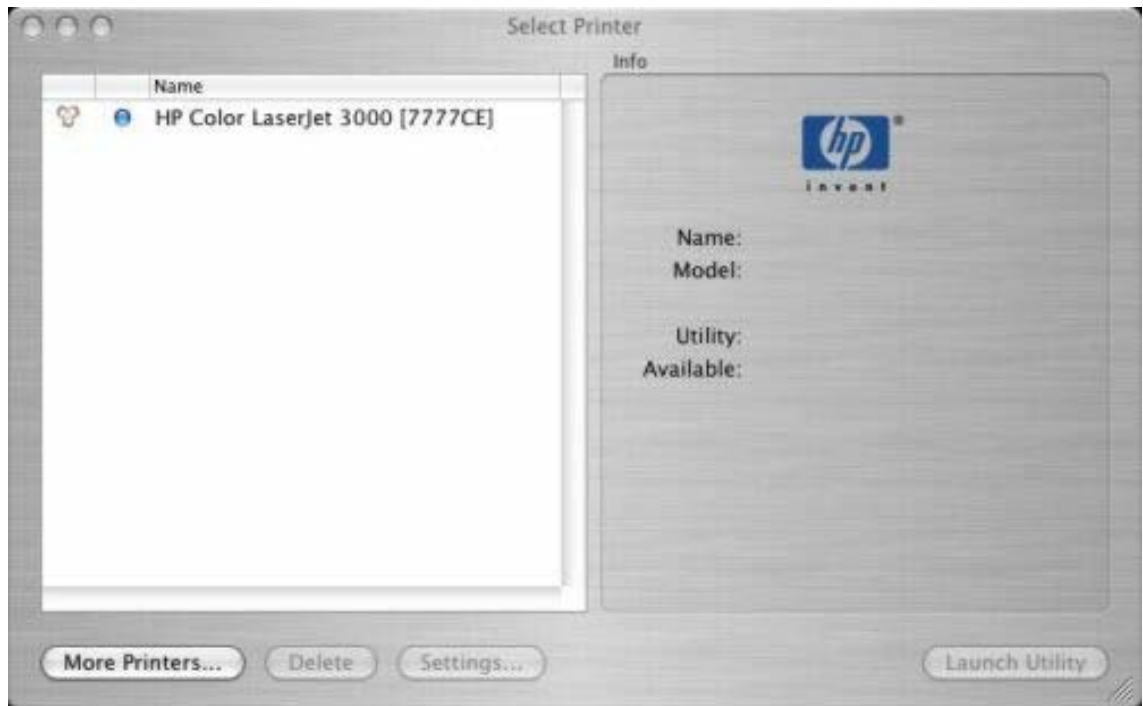 Select Printer
Info
Name
HP Color LaserJet 3000 [7777CE]
hp
®
invent
Name:
Model:
Utility:
Available:
More Printers...
Delete
Settings...
Launch Utility